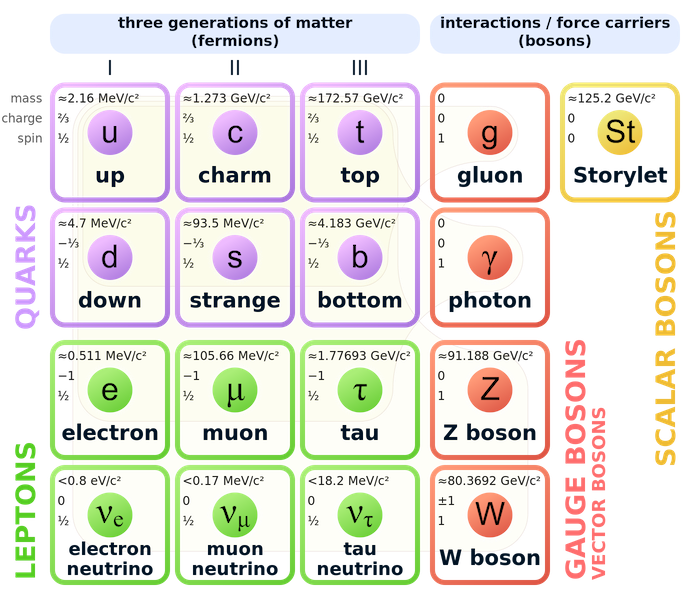 three generations of matter
(fermions)
interactions / force carriers
(bosons)
I II III
mass
charge
spin
≈2.16 MeV/c²
⅔
½
u
up
≈1.273 GeV/c²
⅔
½
c
charm
≈172.57 GeV/c²
⅔
½
t
top
0
0
1
g
gluon
≈125.2 GeV/c²
0
0
St
Storylet
QUARKS
≈4.7 MeV/c²
−⅓
½
d
down
≈93.5 MeV/c²
−⅓
½
s
strange
≈4.183 GeV/c²
−⅓
½
b
bottom
0
0
1
γ
photon
SCALAR BOSONS
≈0.511 MeV/c²
−1
½
e
electron
≈105.66 MeV/c²
−1
½
μ
muon
≈1.77693 GeV/c²
−1
½
τ
tau
≈91.188 GeV/c²
0
1
Z
Z boson
GAUGE BOSONS
VECTOR BOSONS
LEPTONS
<0.8 eV/c²
0
½
νe
electron
neutrino
<0.17 MeV/c²
0
½
νμ
muon
neutrino
<18.2 MeV/c²
0
½
ντ
tau
neutrino
≈80.3692 GeV/c²
±1
1
W
W boson